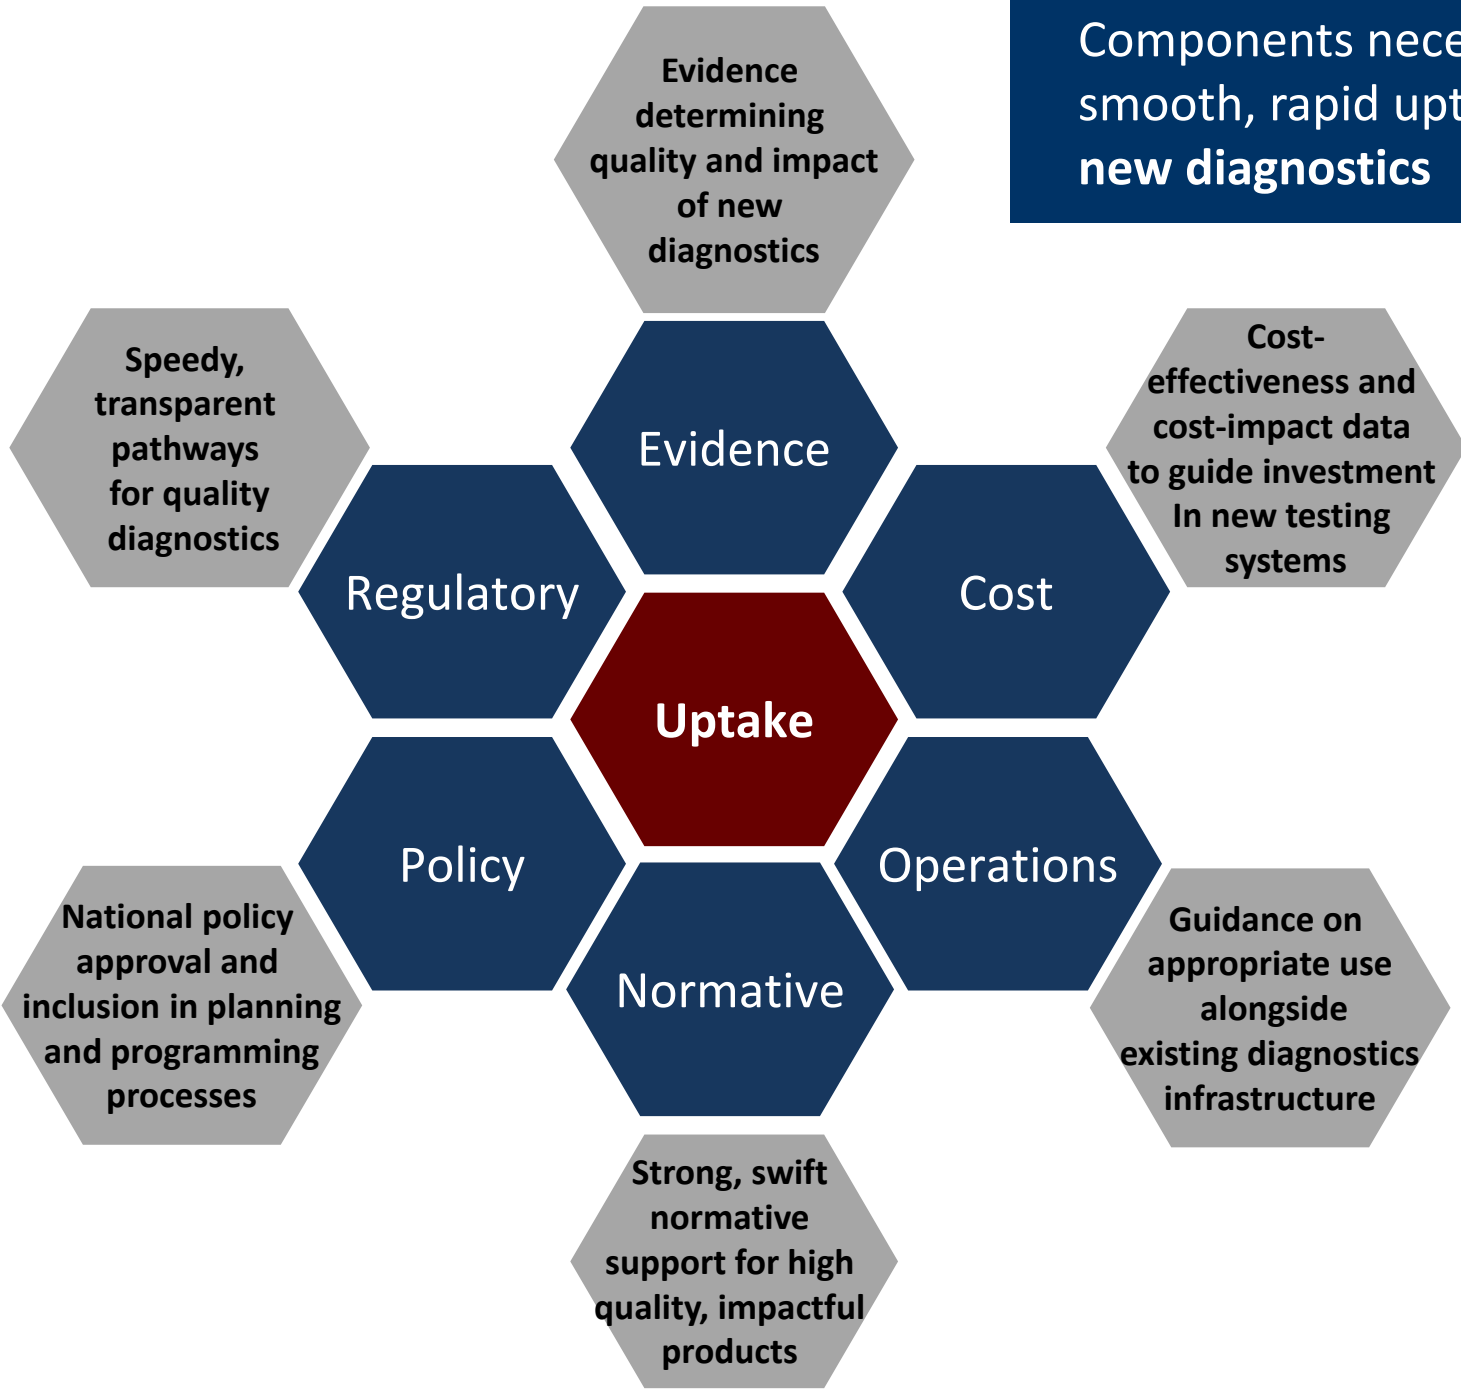 Components
smooth, rapid
new diagnostics
Evidence
determining
quality and impact
of new
diagnostics
Speedy,
transparent
pathways
for quality
diagnostics
Cost-
effectiveness and
cost-impact data
to guide investment
In new testing
systems
Evidence
Regulatory
Cost
Uptake
Policy
Operations
Normative
National policy
approval and
inclusion in planning
and programming
processes
Guidance on
appropriate use
alongside
existing diagnostics
infrastructure
Strong, swift
normative
support for high
quality, impactful
products